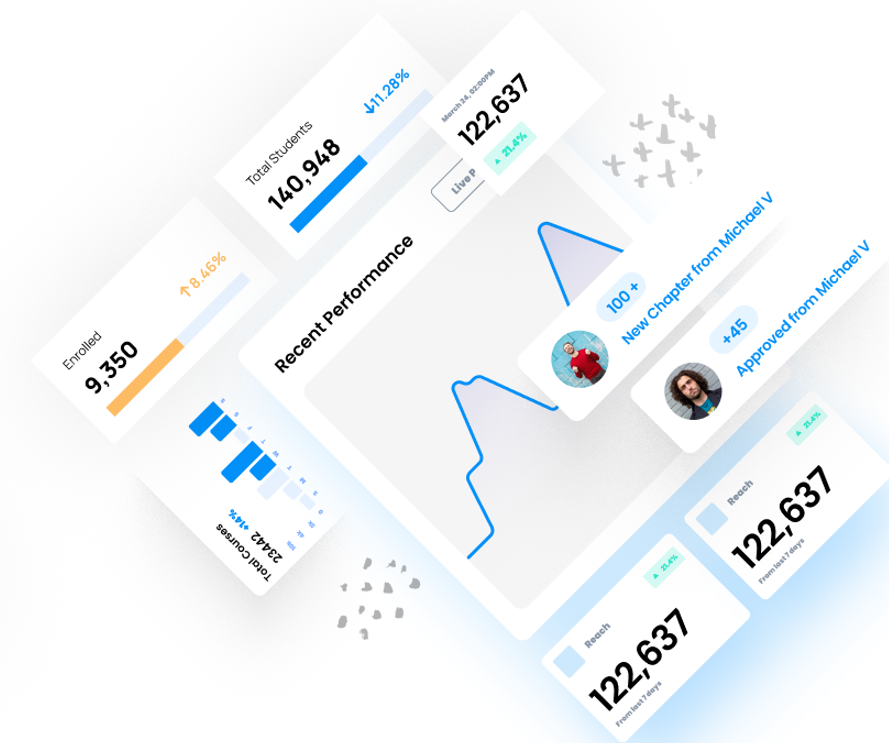 March 24, 02:00PM
122,637
▲ 21.4%
Total Students
↓11.28%
140,948
Live P
Enrolled
↑8.46%
9,350
Recent Performance
100 +
New Chapter from Michael V
+45
Approved from Michael V
Total Courses
23442 +14%
S M T W T F S S
Reach
▲ 21.4%
122,637
From last 7 days
Reach
▲ 21.4%
122,637
From last 7 days